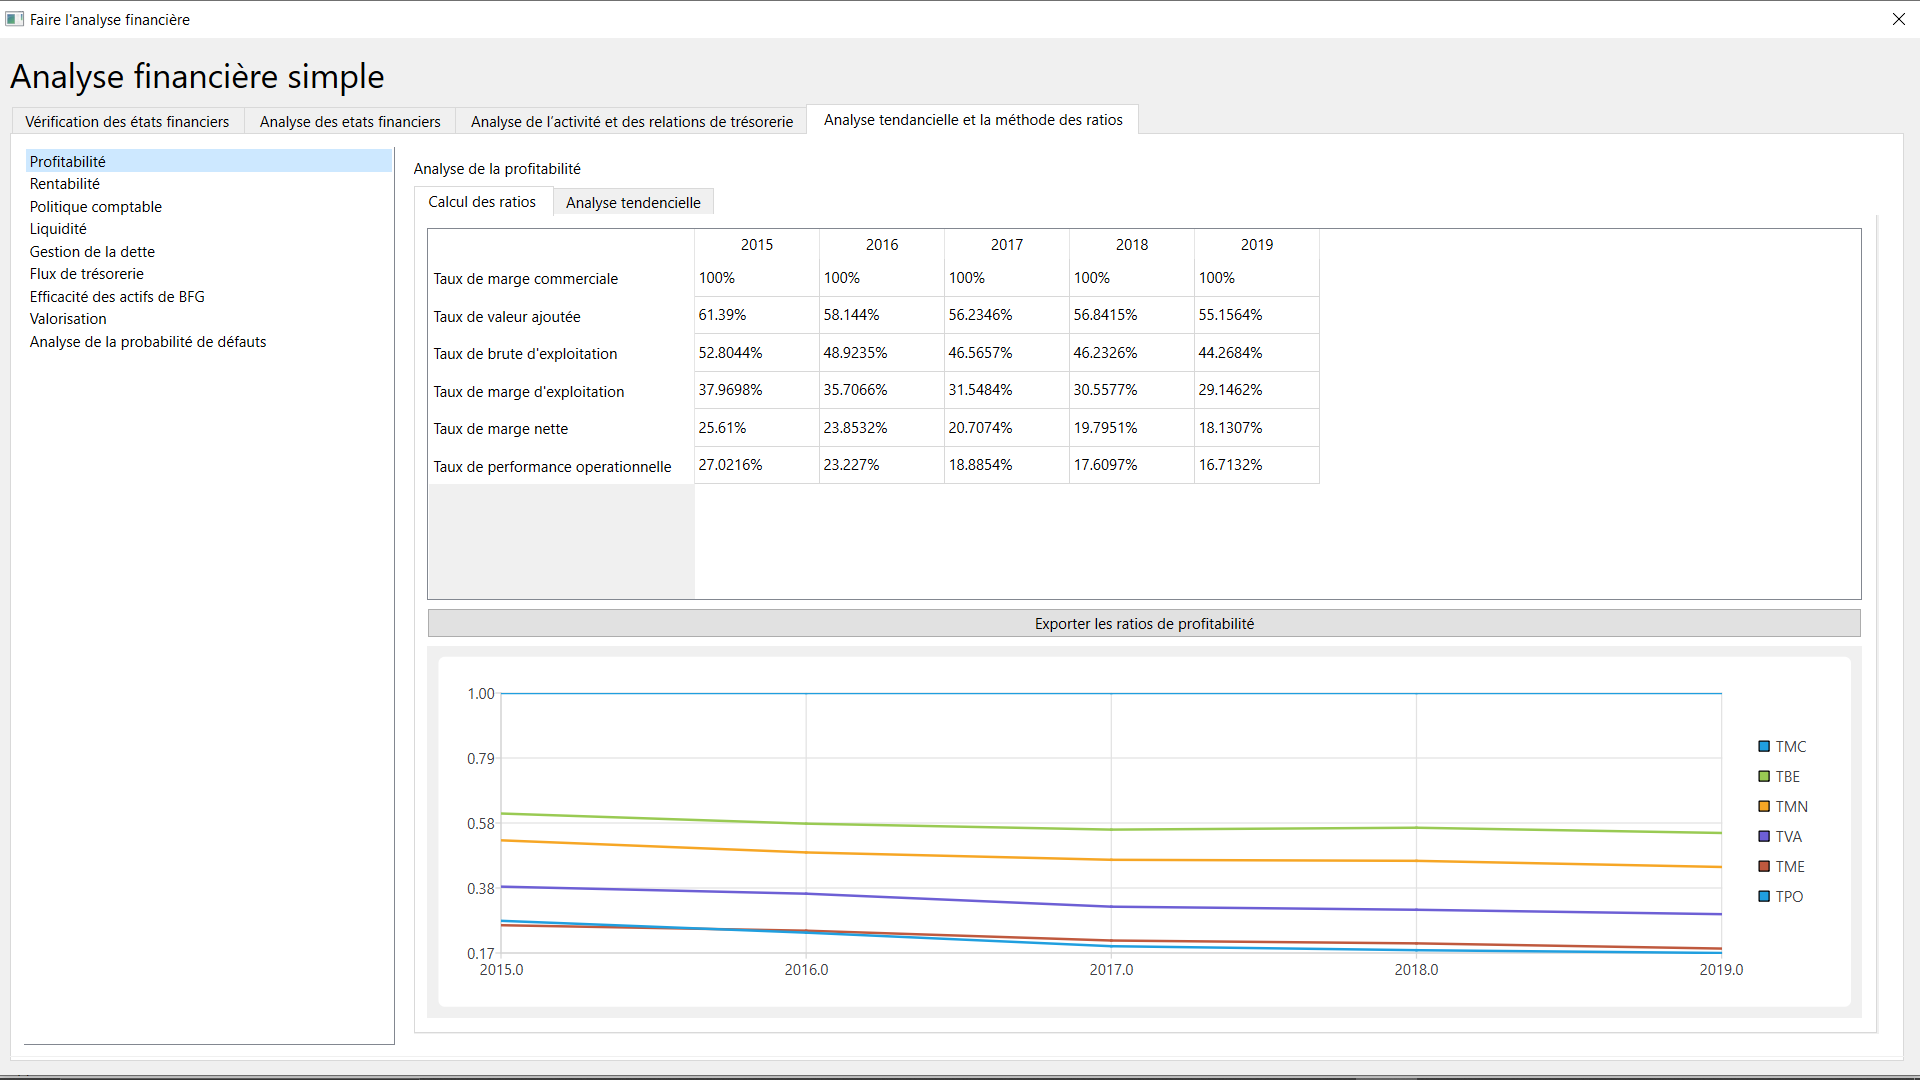 Faire l'analyse financière
Analyse financière simple
Vérification des états financiers
Analyse des etats financiers
Analyse de l’activité et des relations de trésorerie
Analyse tendancielle et la méthode des ratios
Profitabilité
Rentabilité
Politique comptable
Liquidité
Gestion de la dette
Flux de trésorerie
Efficacité des actifs de BFG
Valorisation
Analyse de la probabilité de défauts
Analyse de la profitabilité
Calcul des ratios
Analyse tendencielle
2015 2016 2017 2018 2019
Taux de marge commerciale 100% 100% 100% 100% 100%
Taux de valeur ajoutée 61.39% 58.144% 56.2346% 56.8415% 55.1564%
Taux de brute d'exploitation 52.8044% 48.9235% 46.5657% 46.2326% 44.2684%
Taux de marge d'exploitation 37.9698% 35.7066% 31.5484% 30.5577% 29.1462%
Taux de marge nette 25.61% 23.8532% 20.7074% 19.7951% 18.1307%
Taux de performance operationnelle 27.0216% 23.227% 18.8854% 17.6097% 16.7132%
Exporter les ratios de profitabilité
1.00
0.79
0.58
0.38
0.17
2015.0 2016.0 2017.0 2018.0 2019.0
TMC
TBE
TMN
TVA
TME
TPO